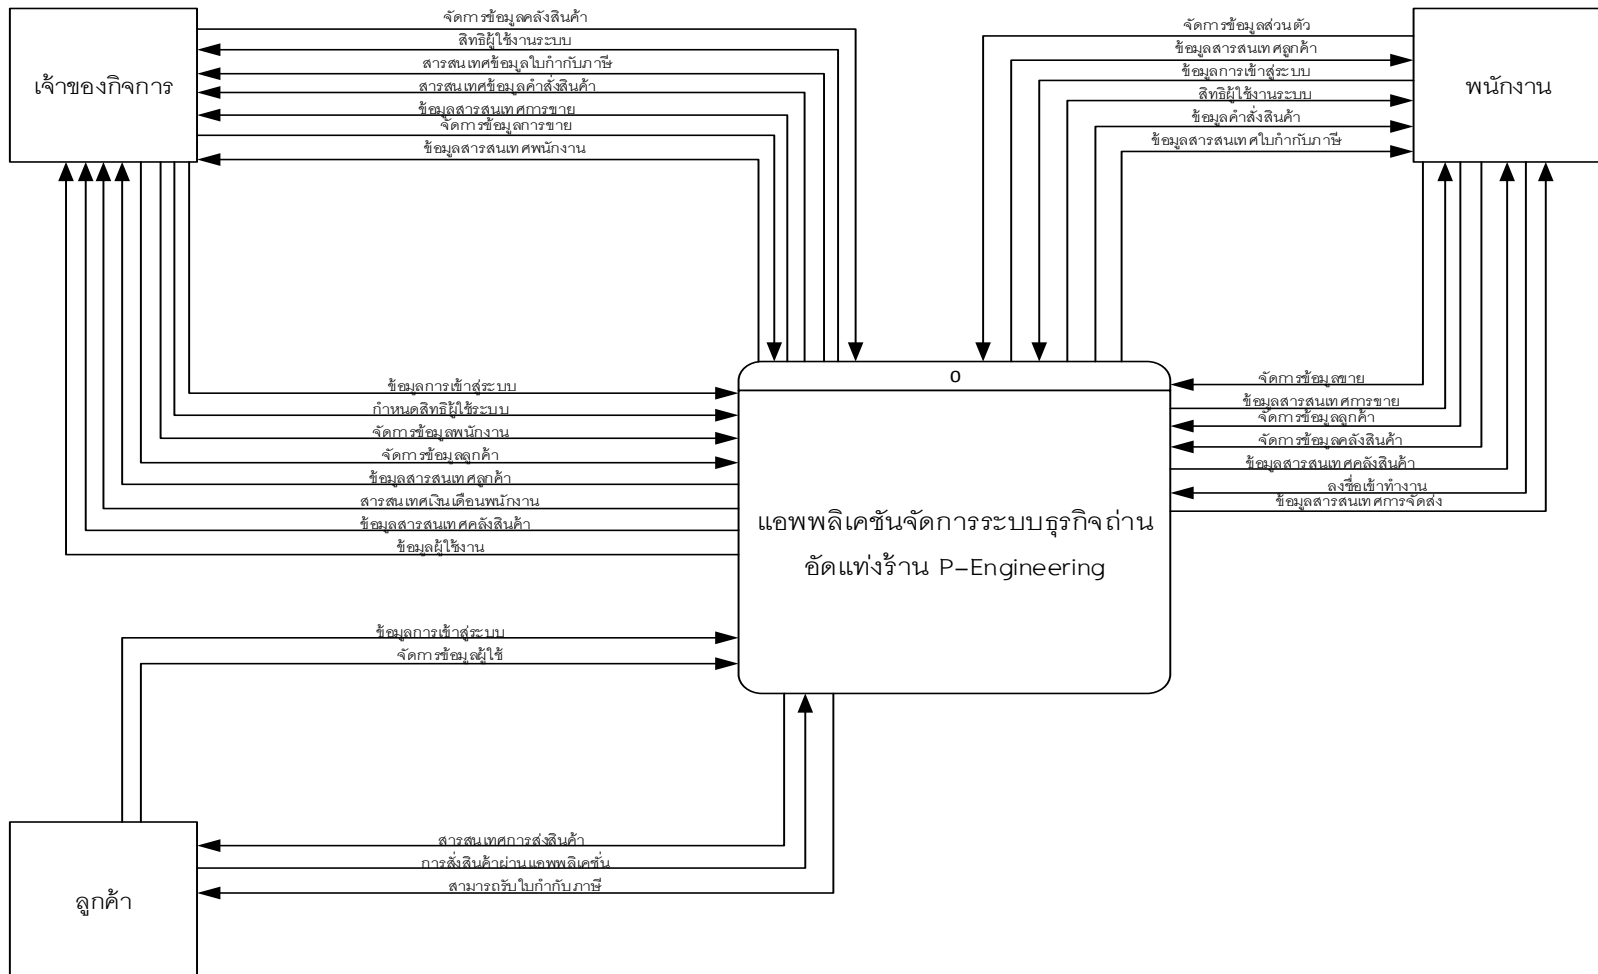 จัดการข้อมูลคลังสินค้า
สิทธิผู้ใช้งานระบบ
สารสนเทศข้อมูลใบกำกับภาษี
สารสนเทศข้อมูลคำสั่งสินค้า
ข้อมูลสารสนเทศการขาย
จัดการข้อมูลการขาย
ข้อมูลสารสนเทศพนักงาน
เจ้าของกิจการ
จัดการข้อมูลส่วนตัว
ข้อมูลสารสนเทศลูกค้า
ข้อมูลการเข้าสู่ระบบ
สิทธิผู้ใช้งานระบบ
ข้อมูลคำสั่งสินค้า
ข้อมูลสารสนเทศใบกำกับภาษี
พนักงาน
ข้อมูลการเข้าสู่ระบบ
กำหนดสิทธิผู้ใช้ระบบ
จัดการข้อมูลพนักงาน
จัดการข้อมูลลูกค้า
ข้อมูลสารสนเทศลูกค้า
สารสนเทศเงินเดือนพนักงาน
ข้อมูลสารสนเทศคลังสินค้า
ข้อมูลผู้ใช้งาน
0
แอพพลิเคชันจัดการระบบธุรกิจถ่าน
อัดแท่งร้าน P-Engineering
จัดการข้อมูลขาย
ข้อมูลสารสนเทศการขาย
จัดการข้อมูลลูกค้า
จัดการข้อมูลคลังสินค้า
ข้อมูลสารสนเทศคลังสินค้า
ลงชื่อเข้าทำงาน
ข้อมูลสารสนเทศการจัดส่ง
ข้อมูลการเข้าสู่ระบบ
จัดการข้อมูลผู้ใช้
สารสนเทศการส่งสินค้า
การสั่งสินค้าผ่านแอพพลิเคชั่น
สามารถรับใบกำกับภาษี
ลูกค้า